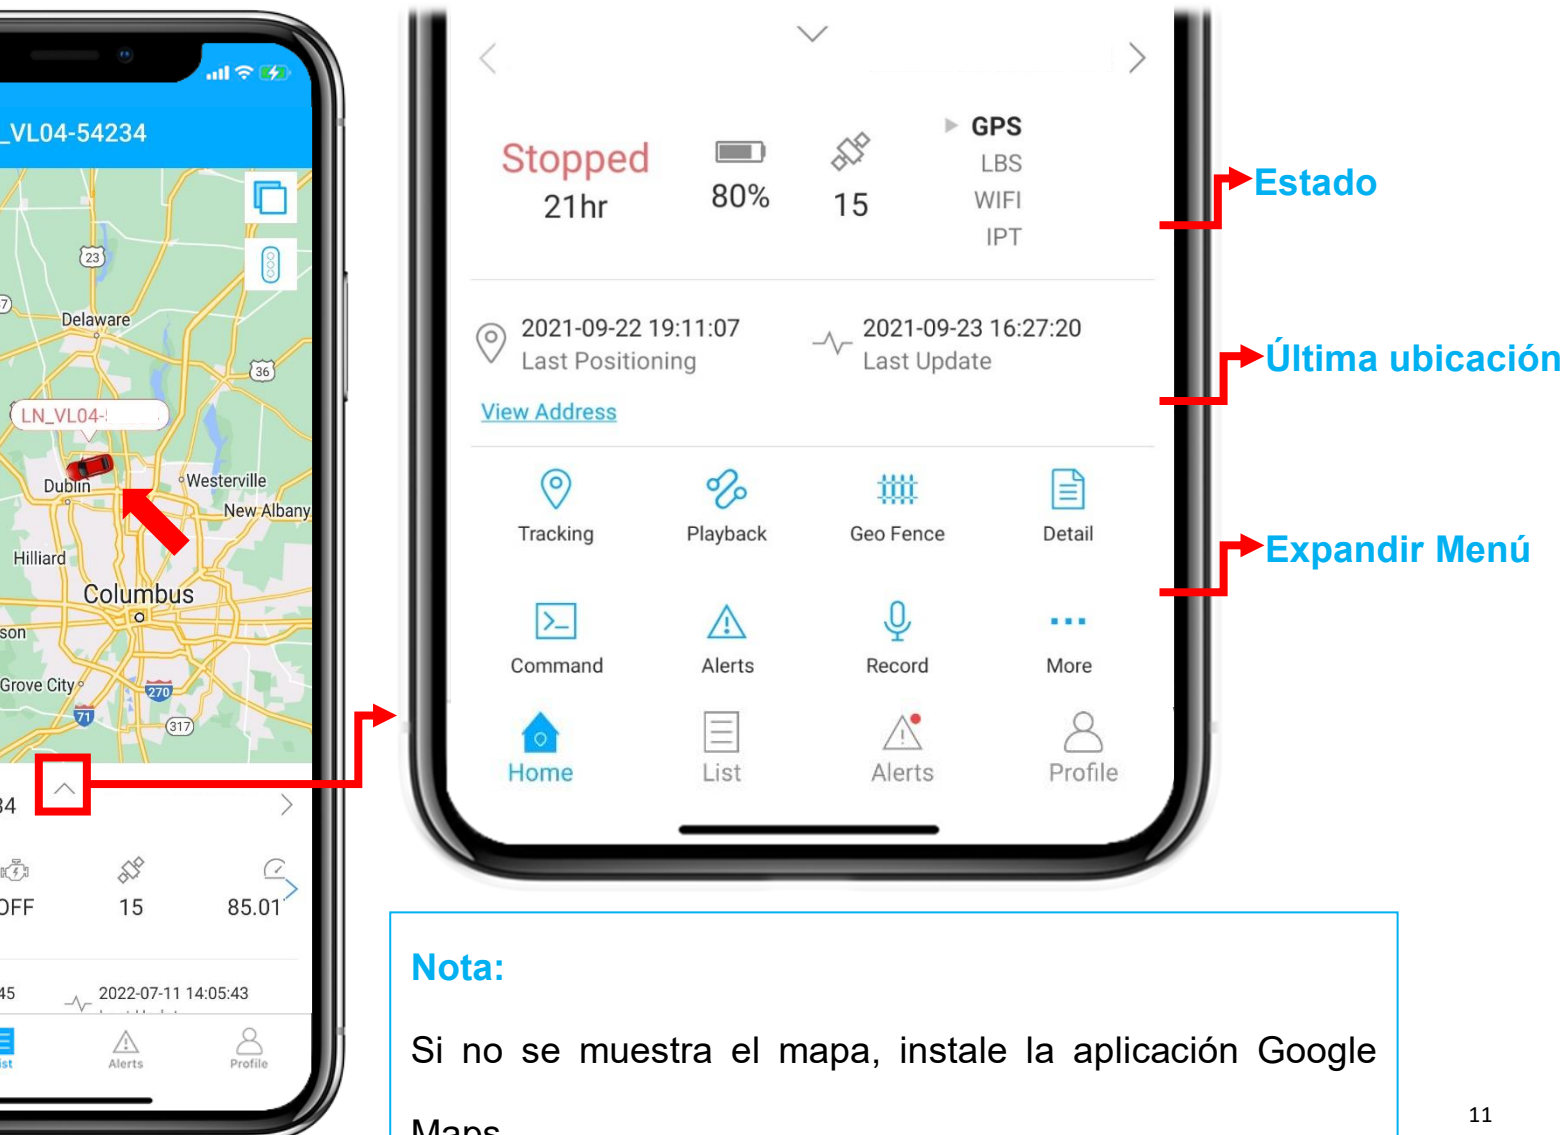 _VL04-54234
23
Delaware
36
LN_VL04-
Dublin
Westerville
New Albany
Hilliard
Columbus
son
Grove City
270
71
317
34
OFF
15
85.01
45
2022-07-11 14:05:43
Alerts
Profile
Stopped
21hr
80%
15
GPS
LBS
WIFI
IPT
2021-09-22 19:11:07
Last Positioning
2021-09-23 16:27:20
Last Update
View Address
Tracking
Playback
Geo Fence
Detail
Command
Alerts
Record
More
Home
List
Alerts
Profile
Estado
Última ubicación
Expandir Menú
Nota:
Si no se muestra el mapa, instale la aplicación Google
Maps
11